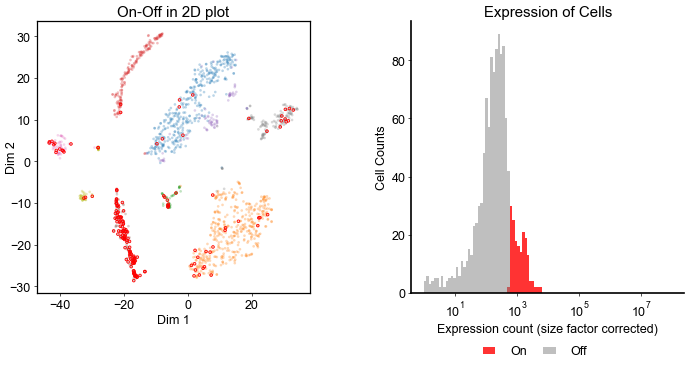 On-Off in 2D plot
Dim 2
30
20
10
0
−10
−20
−30
−40
−20
0
20
Dim 1
Expression of Cells
Cell Counts
80
60
40
20
0
10^1
10^3
10^5
10^7
Expression count (size factor corrected)
On
Off